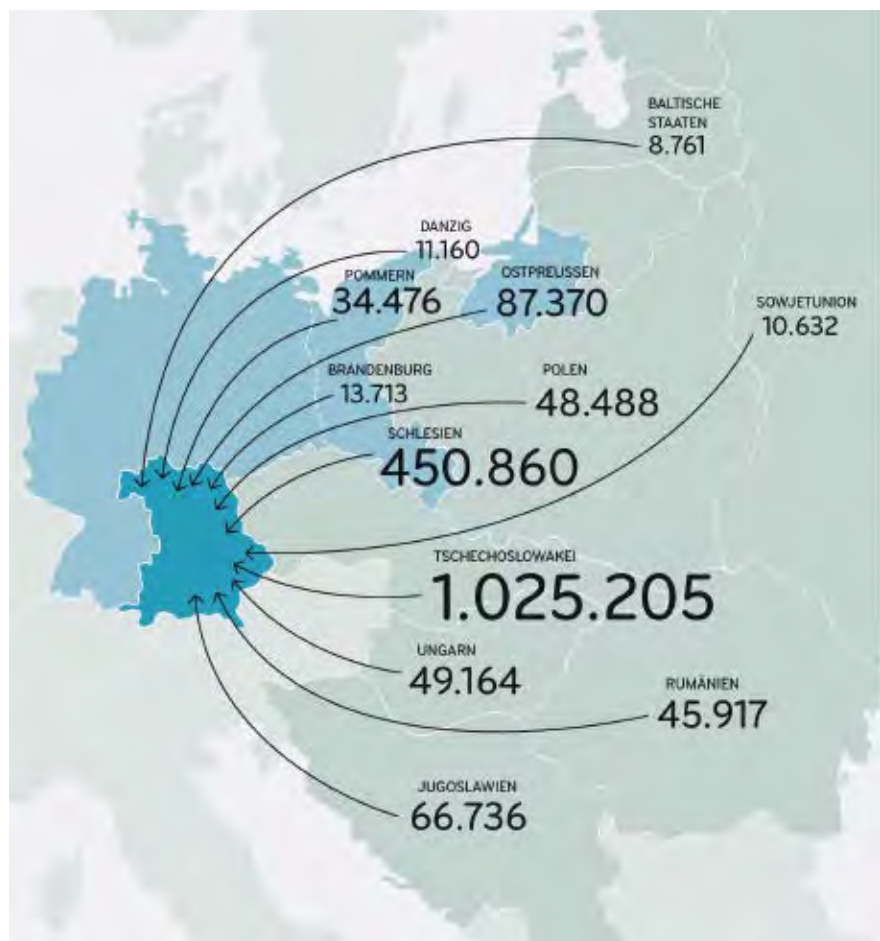 BALTISCHE
STAATEN
8.761
DANZIG
11.160
POMMERN
34.476
OSTPREUSSEN
87.370
SOWJETUNION
10.632
BRANDENBURG
13.713
POLEN
48.488
SCHLESIEN
450.860
TSCHECHOSLOWAKEI
1.025.205
UNGARN
49.164
RUMÄNIEN
45.917
JUGOSLAWIEN
66.736